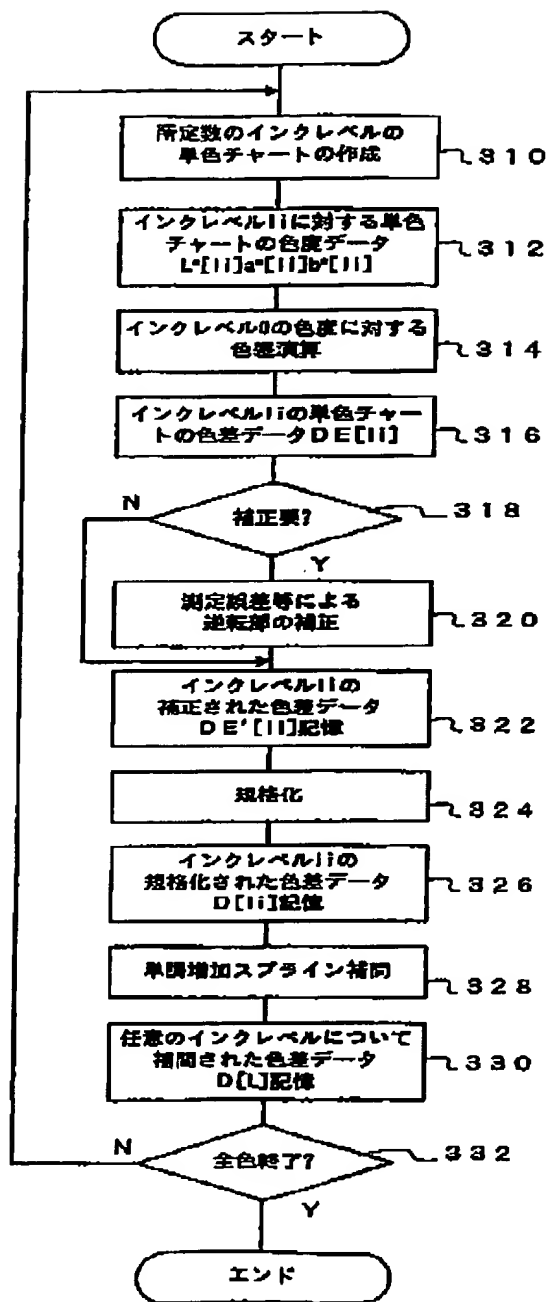 スタート
所定数のインクレベルの
単色チャートの作成
310
インクレベルliに対する単色
チャートの色度データ
L*[li]a*[li]b*[li]
312
インクレベル0の色度に対する
色差演算
314
インクレベルliの単色チャー
トの色差データDE[li]
316
N
補正要?
318
Y
測定誤差等による
逆転部の補正
320
インクレベルliの
補正された色差データ
DE'[li]記憶
322
規格化
324
インクレベルliの
規格化された色差データ
D[li]記憶
326
単調増加スプライン補間
328
任意のインクレベルについて
補間された色差データ
D[L]記憶
330
N
全色終了?
332
Y
エンド